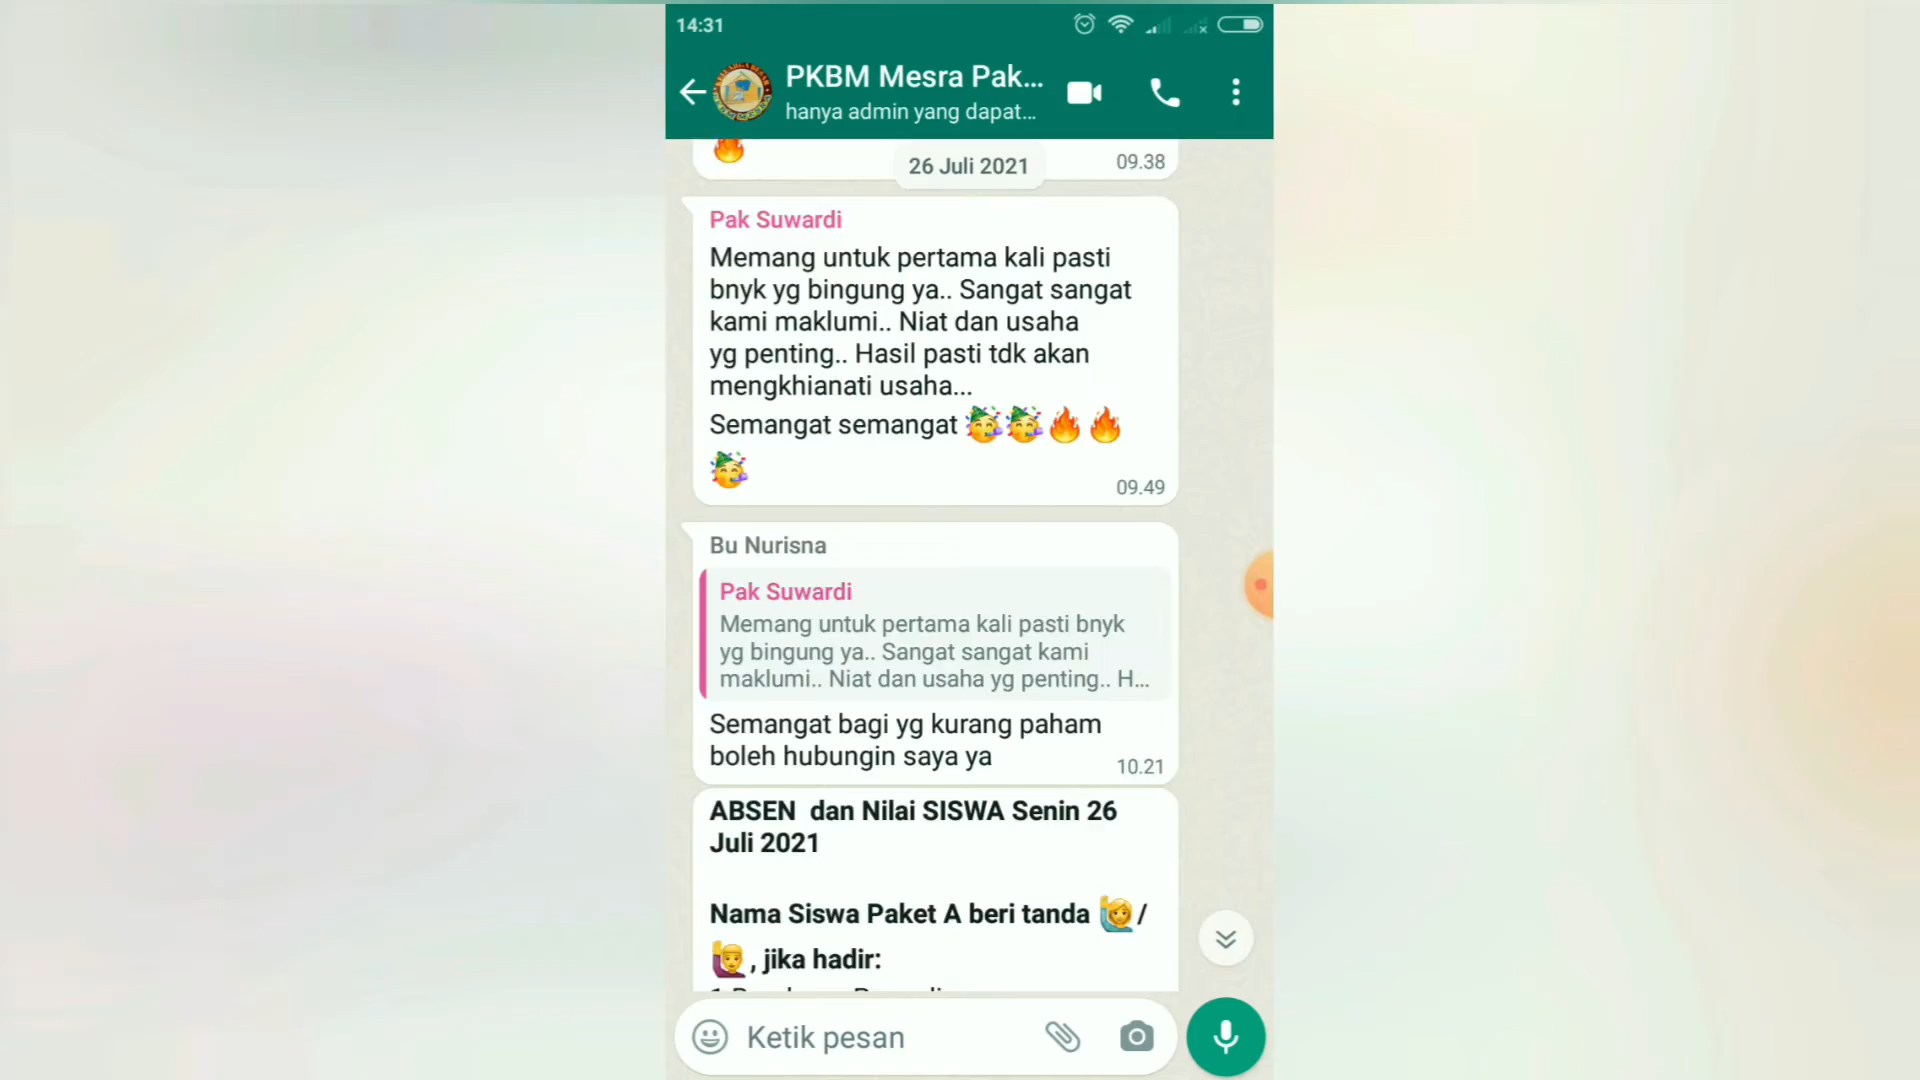 14:31
PKBM Mesra Pak...
hanya admin yang dapat...
09.38
26 Juli 2021
Pak Suwardi
Memang untuk pertama kali pasti
bnyk yg bingung ya.. Sangat sangat
kami maklumi.. Niat dan usaha
yg penting.. Hasil pasti tdk akan
mengkhianati usaha...
Semangat semangat 🥳🥳🔥🔥
🥳
09.49
Bu Nurisna
Pak Suwardi
Memang untuk pertama kali pasti bnyk
yg bingung ya.. Sangat sangat kami
maklumi.. Niat dan usaha yg penting.. H...
Semangat bagi yg kurang paham
boleh hubungin saya ya
10.21
ABSEN  dan Nilai SISWA Senin 26
Juli 2021
Nama Siswa Paket A beri tanda 🙋‍♀️/
🙋‍♂️, jika hadir:
Ketik pesan